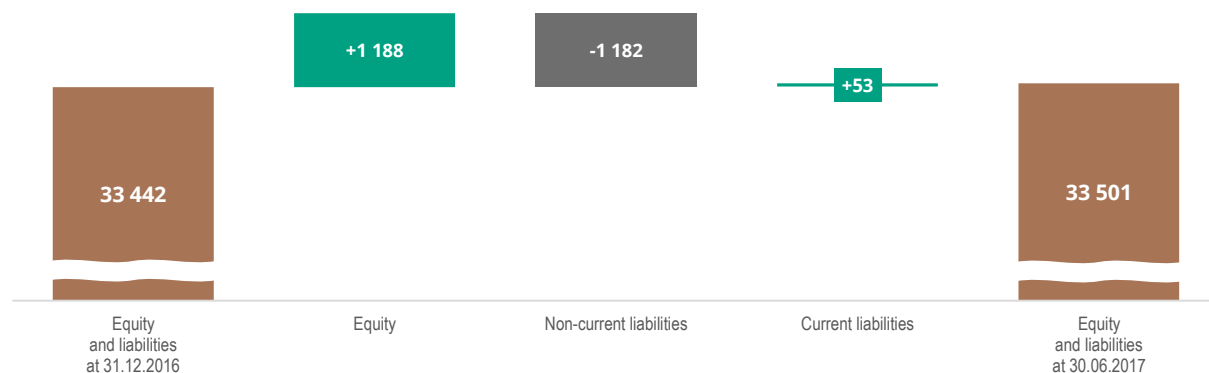 +1 188
-1 182
+53
33 442
33 501
Equity
and liabilities
at 31.12.2016
Equity
Non-current liabilities
Current liabilities
Equity
and liabilities
at 30.06.2017